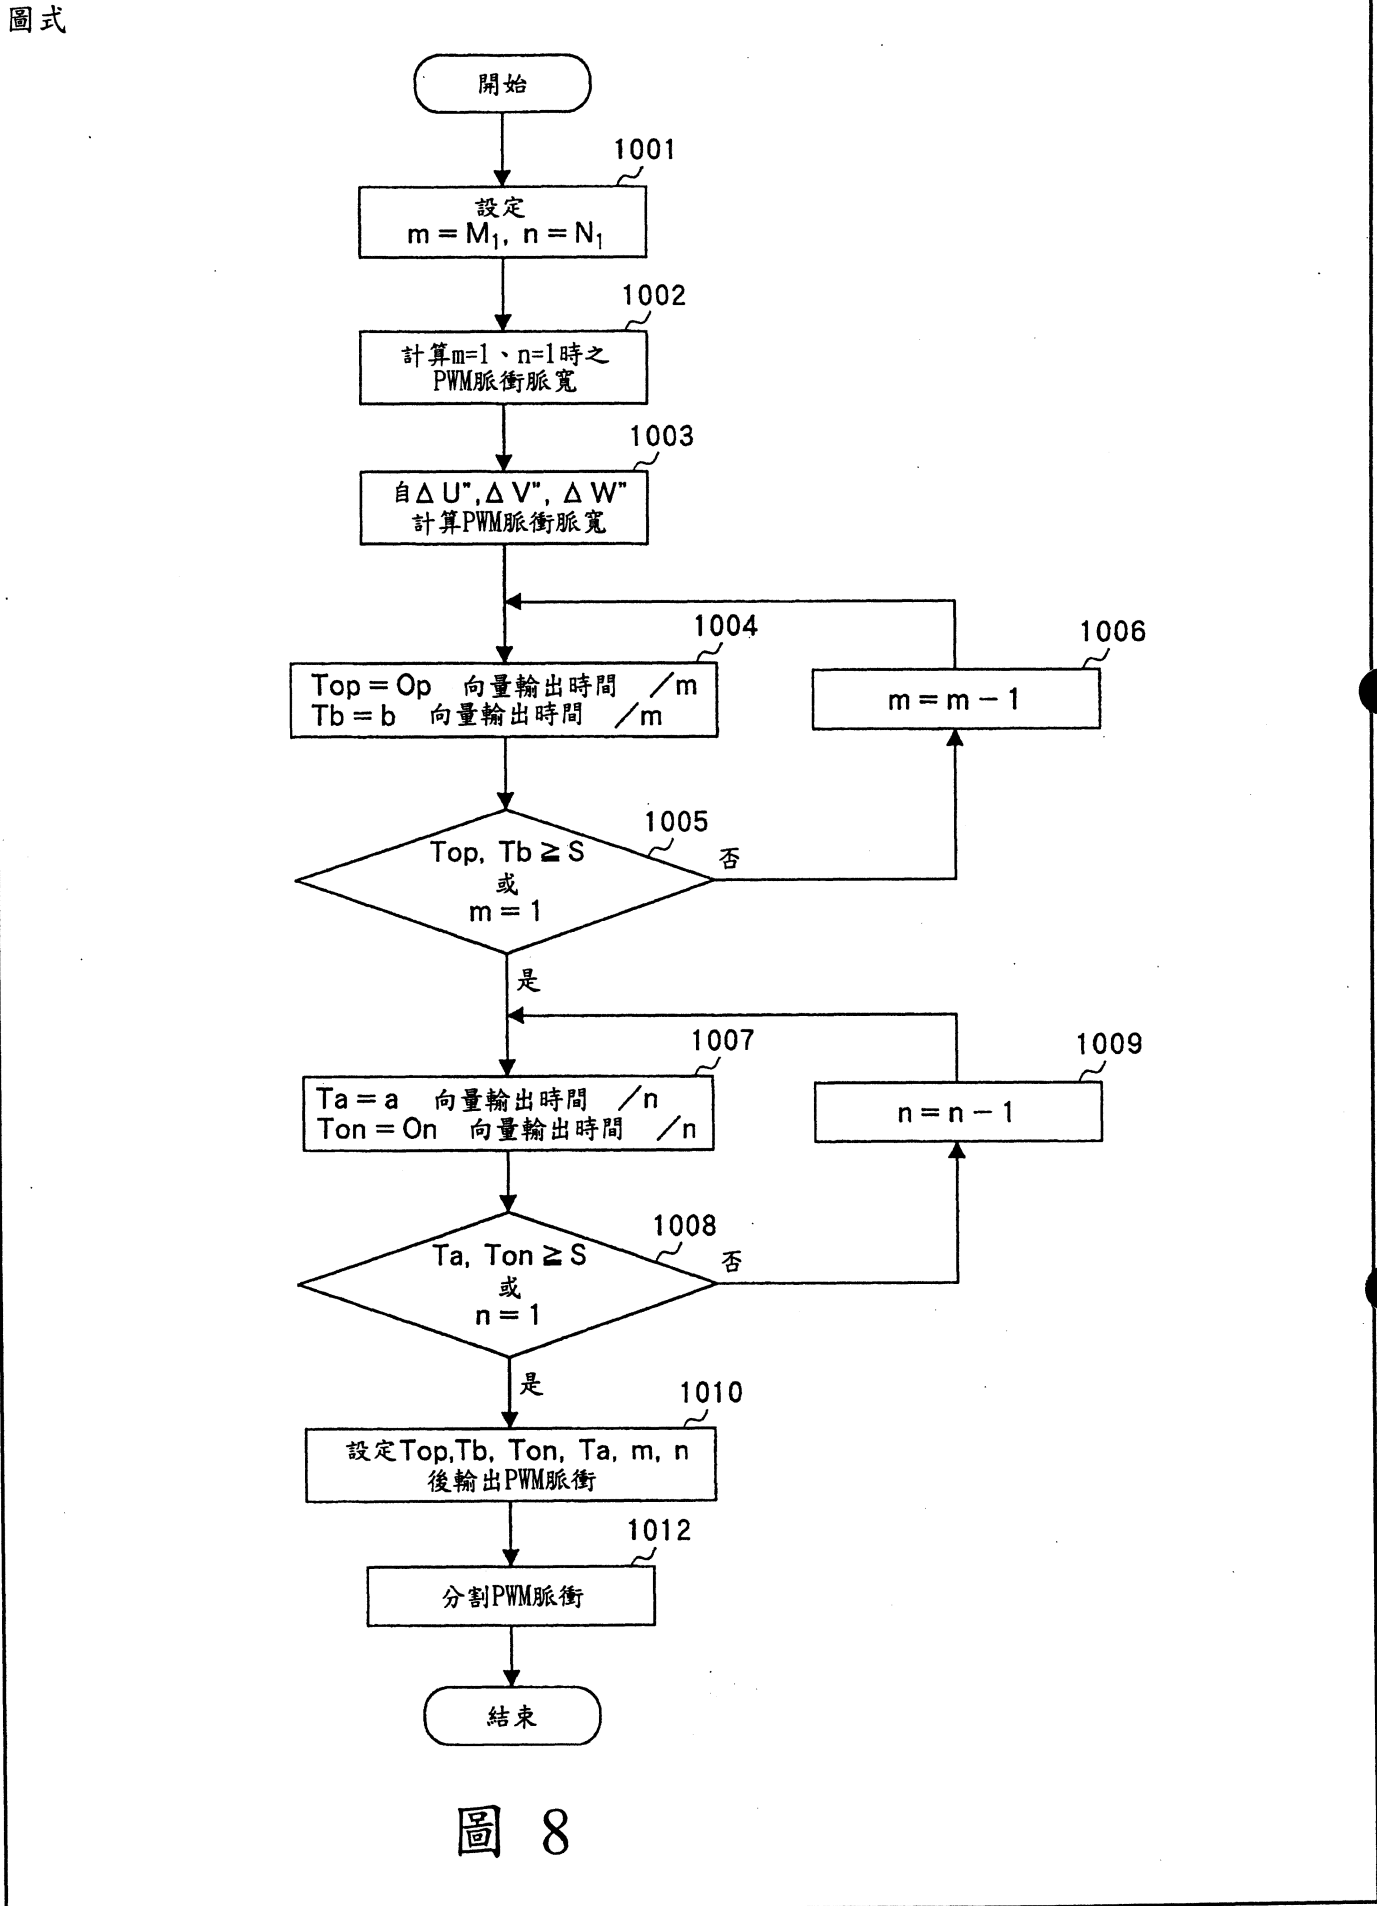 圖式
開始
1001
設定
m = M₁, n = N₁
1002
計算m=1、n=1時之
PWM脈衝脈寬
1003
自Δ U", Δ V", Δ W"
計算PWM脈衝脈寬
1004
Top = Op 向量輸出時間 /m
Tb = b 向量輸出時間 /m
1006
m = m − 1
1005
Top, Tb ≧ S
或
m = 1
否
是
1007
Ta = a 向量輸出時間 /n
Ton = On 向量輸出時間 /n
1009
n = n − 1
1008
Ta, Ton ≧ S
或
n = 1
否
是
1010
設定Top,Tb, Ton, Ta, m, n
後輸出PWM脈衝
1012
分割PWM脈衝
結束
圖 8